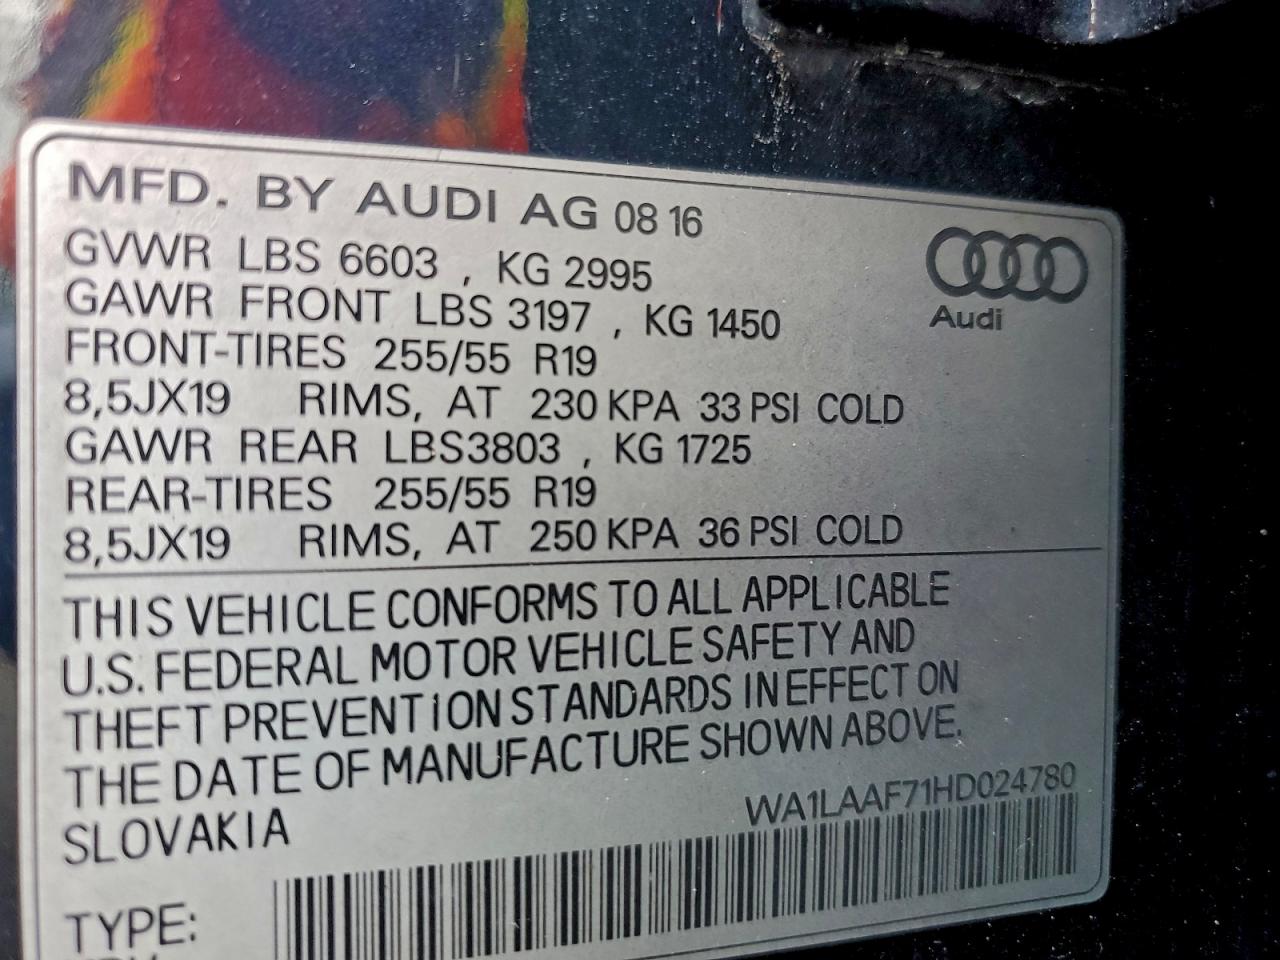 MFD. BY AUDI AG 08 16
GVWR LBS 6603 , KG 2995
GAWR FRONT LBS 3197 , KG 1450
FRONT-TIRES 255/55 R19
8,5JX19 RIMS, AT 230 KPA 33 PSI COLD
GAWR REAR LBS3803 , KG 1725
REAR-TIRES 255/55 R19
8,5JX19 RIMS, AT 250 KPA 36 PSI COLD
Audi
THIS VEHICLE CONFORMS TO ALL APPLICABLE
U.S. FEDERAL MOTOR VEHICLE SAFETY AND
THEFT PREVENTION STANDARDS IN EFFECT ON
THE DATE OF MANUFACTURE SHOWN ABOVE.
SLOVAKIA
WA1LAAF71HD024780
TYPE: